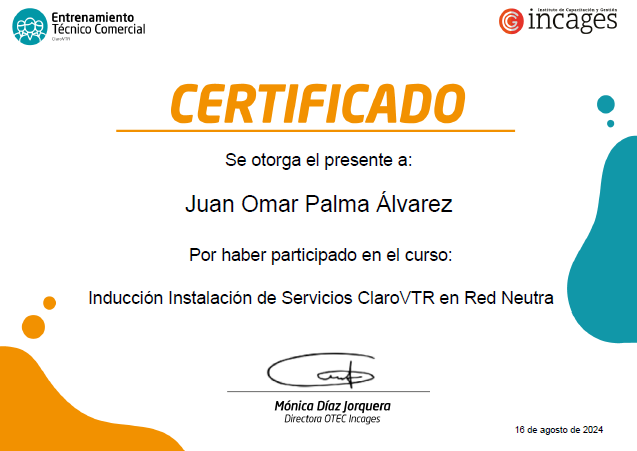 Entrenamiento
Técnico Comercial
ClaroVTR
Instituto de Capacitación y Gestión
incages
CERTIFICADO
Se otorga el presente a:
Juan Omar Palma Álvarez
Por haber participado en el curso:
Inducción Instalación de Servicios ClaroVTR en Red Neutra
Mónica Díaz Jorquera
Directora OTEC Incages
16 de agosto de 2024